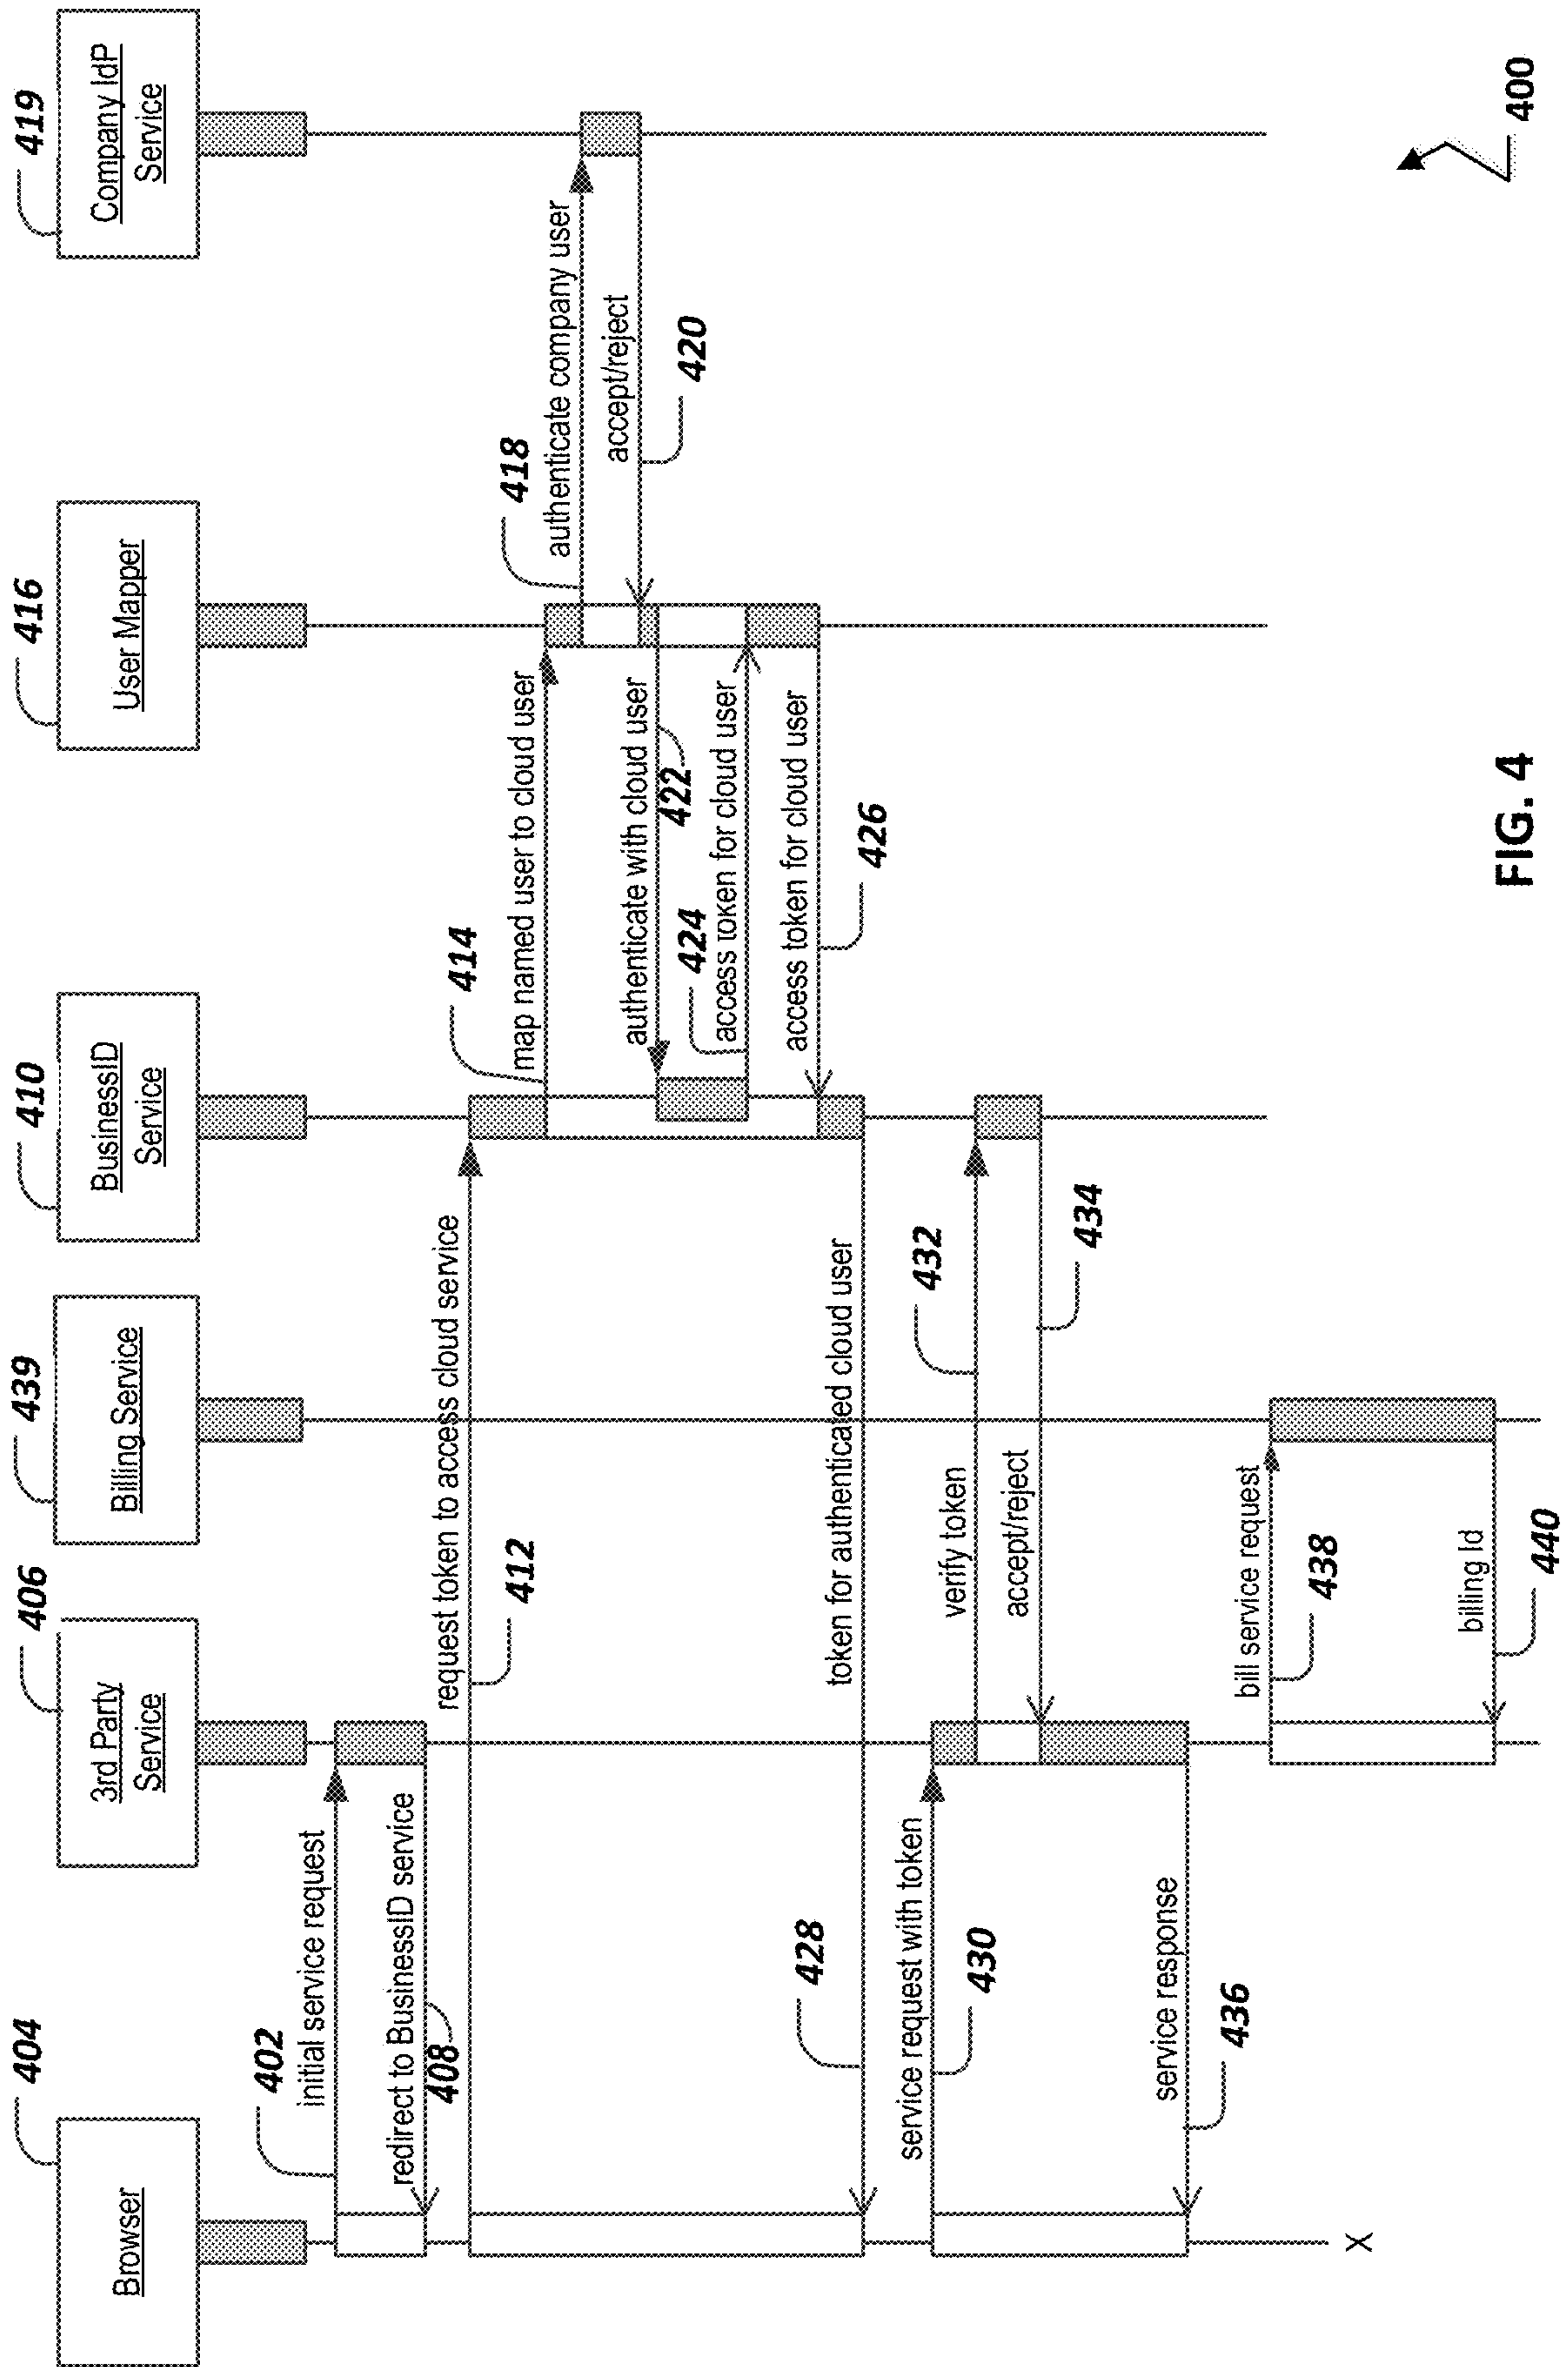 404
406
439
410
416
419
Browser
3rd Party
Service
Billing Service
BusinessID
Service
User Mapper
Company IdP
Service
402
initial service request
redirect to BusinessID service
408
request token to access cloud service
412
414
map named user to cloud user
418
authenticate company user
accept/reject
420
authenticate with cloud user
422
424
access token for cloud user
access token for cloud user
426
token for authenticated cloud user
428
service request with token
430
432
verify token
accept/reject
434
service response
436
bill service request
438
billing Id
440
X
400
FIG. 4